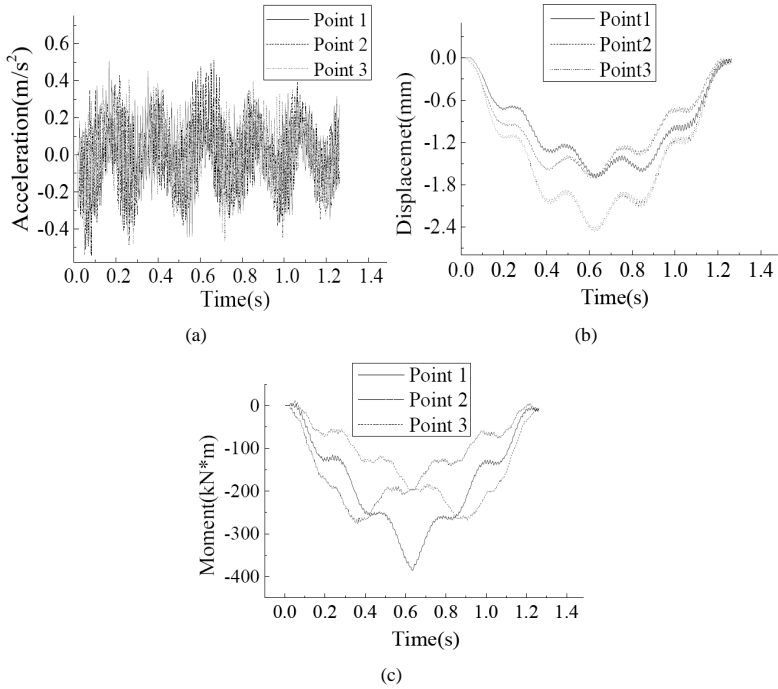 Point 1
Point 2
Point 3
0.6
0.4
0.2
0.0
-0.2
-0.4
Acceleration(m/s²)
0.0 0.2 0.4 0.6 0.8 1.0 1.2 1.4
Time(s)
(a)
Point1
Point2
Point3
-0.0
-0.6
-1.2
-1.8
-2.4
Displacemet(mm)
0.0 0.2 0.4 0.6 0.8 1.0 1.2 1.4
Time(s)
(b)
Point 1
Point 2
Point 3
0
-100
-200
-300
-400
Moment(kN*m)
0.0 0.2 0.4 0.6 0.8 1.0 1.2 1.4
Time(s)
(c)